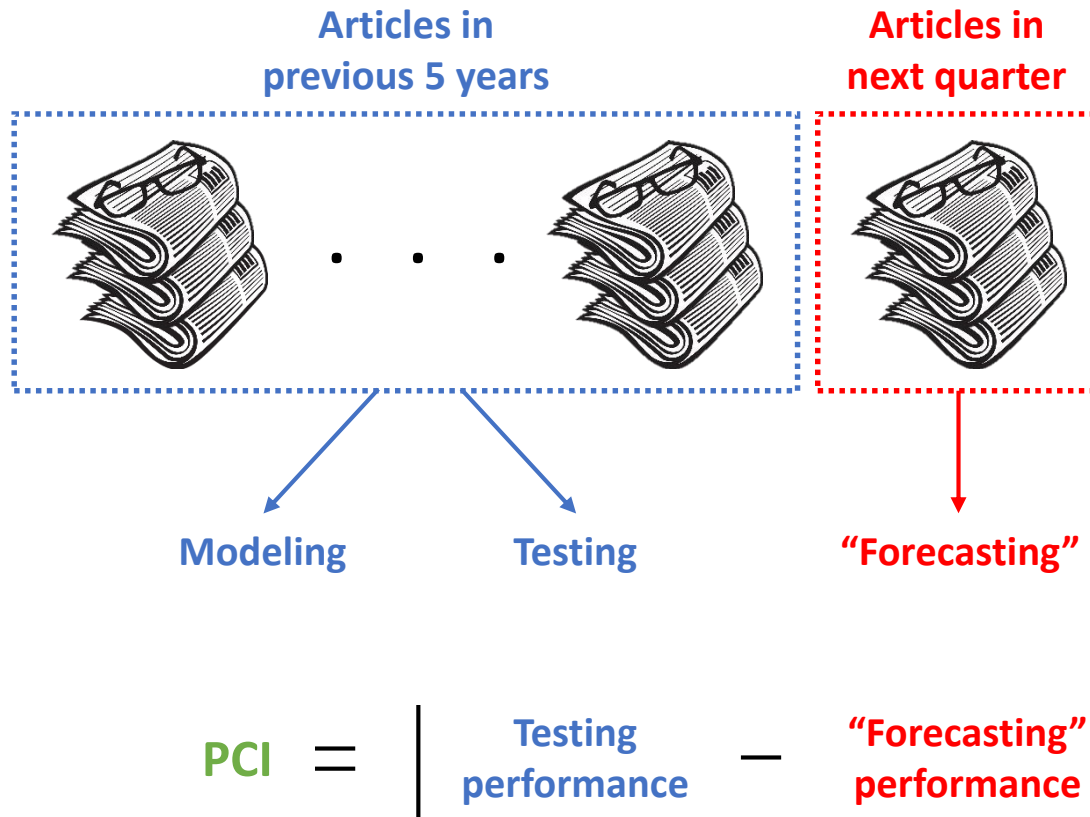 Articles in
previous 5 years
Articles in
next quarter
. . .
Modeling
Testing
“Forecasting”
PCI = | Testing
performance
— “Forecasting”
performance